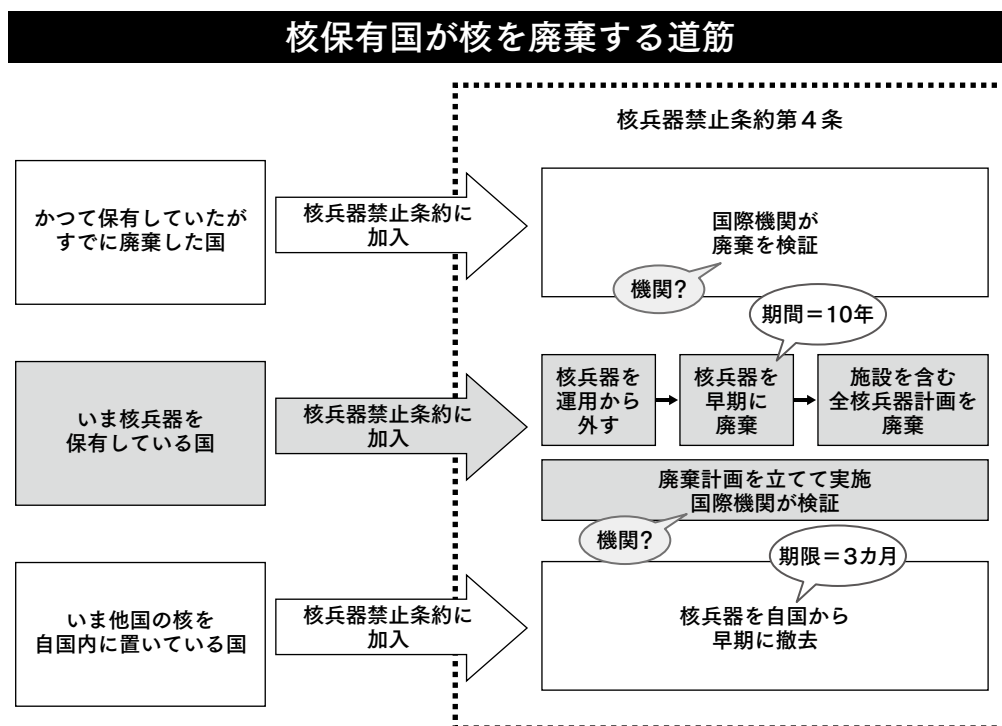 核保有国が核を廃棄する道筋
核兵器禁止条約第4条
かつて保有していたが
すでに廃棄した国
核兵器禁止条約に
加入
国際機関が
廃棄を検証
機関？
期間＝10年
いま核兵器を
保有している国
核兵器禁止条約に
加入
核兵器を
運用から
外す
核兵器を
早期に
廃棄
施設を含む
全核兵器計画を
廃棄
廃棄計画を立てて実施
国際機関が検証
機関？
期限＝3カ月
いま他国の核を
自国内に置いている国
核兵器禁止条約に
加入
核兵器を自国から
早期に撤去